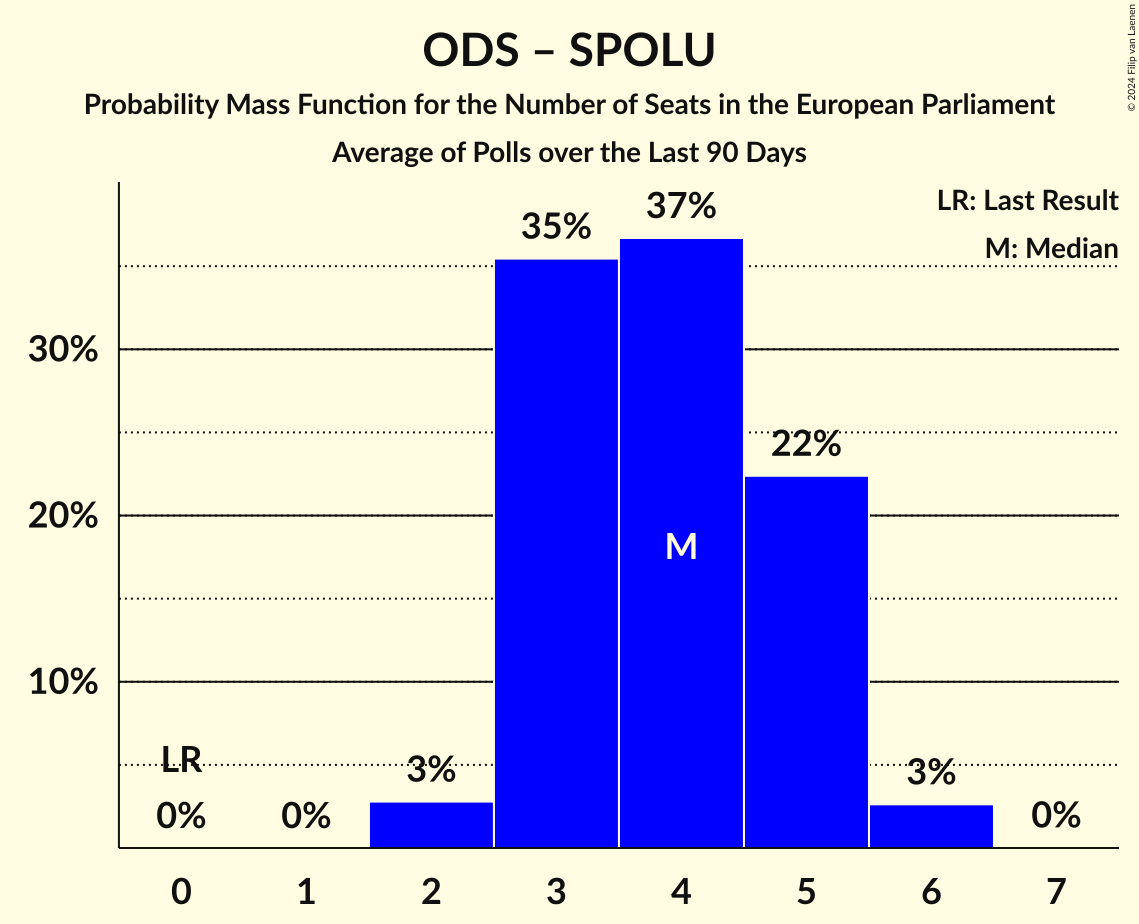 ODS – SPOLU
Probability Mass Function for the Number of Seats in the European Parliament
Average of Polls over the Last 90 Days
© 2024 Filip van Laenen
LR: Last Result
M: Median
37%
35%
30%
22%
20%
M
10%
LR
3%
3%
0%
0%
0%
0 1 2 3 4 5 6 7